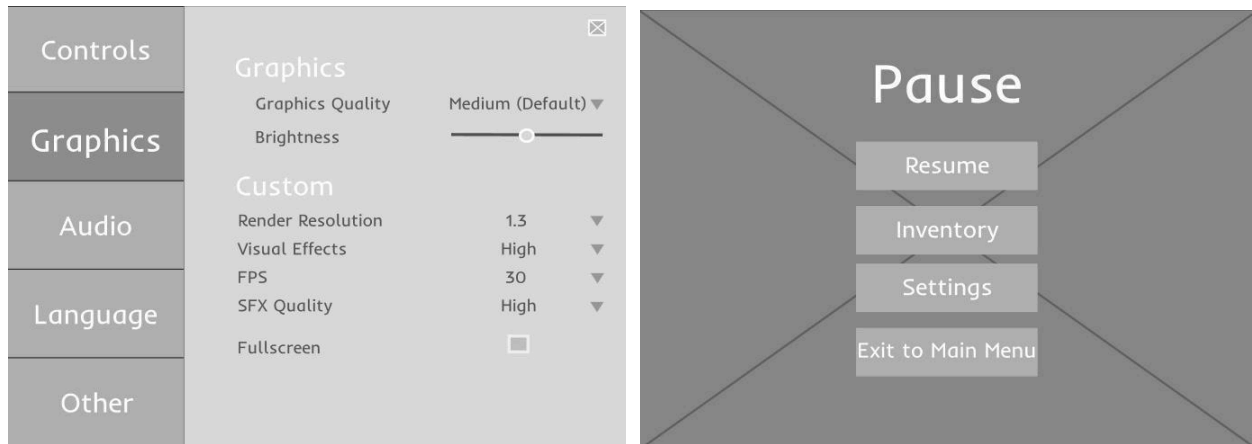 Controls
Graphics
Audio
Language
Other
Graphics
Graphics Quality Medium (Default)
Brightness
Custom
Render Resolution 1.3
Visual Effects High
FPS 30
SFX Quality High
Fullscreen
Pause
Resume
Inventory
Settings
Exit to Main Menu